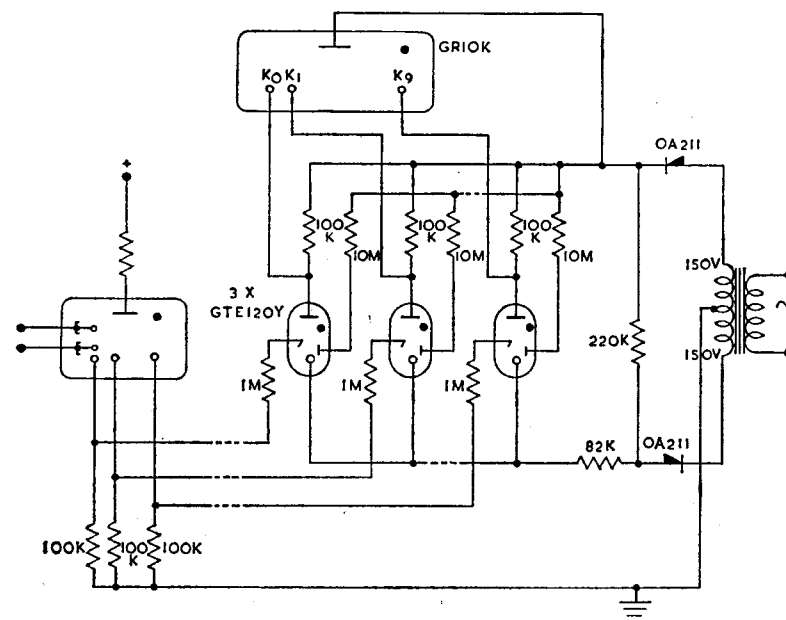 GR10K
K0 K1 K9
OA211
+
100K 10M 100K 10M 100K 10M
150V
3 X
GTE120Y
220K
150V
1M 1M 1M
82K OA211
100K 100K 100K